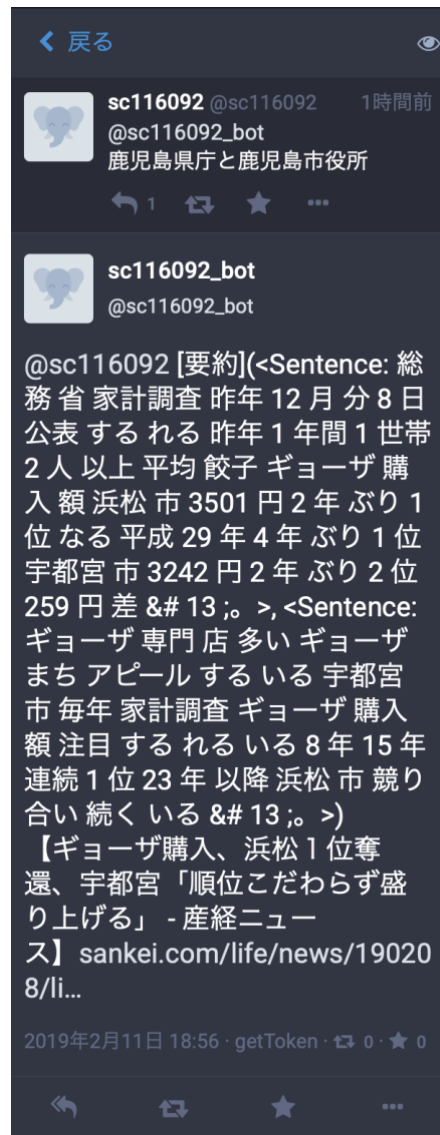 戻る
sc116092 @sc116092 1時間前
@sc116092_bot
鹿児島県庁と鹿児島市役所
1
sc116092_bot
@sc116092_bot
@sc116092 [要約](<Sentence: 総
務 省 家計調査 昨年 12 月 分 8 日
公表 する れる 昨年 1 年間 1 世帯
2 人 以上 平均 餃子 ギョーザ 購
入 額 浜松 市 3501 円 2 年 ぶり 1
位 なる 平成 29 年 4 年 ぶり 1 位
宇都宮 市 3242 円 2 年 ぶり 2 位
259 円 差 &# 13 ;。>, <Sentence:
ギョーザ 専門 店 多い ギョーザ
まち アピール する いる 宇都宮
市 毎年 家計調査 ギョーザ 購入
額 注目 する れる いる 8 年 15 年
連続 1 位 23 年 以降 浜松 市 競り
合い 続く いる &# 13 ;。>)
【ギョーザ購入、浜松１位奪
還、宇都宮「順位こだわらず盛
り上げる」 - 産経ニュー
ス】sankei.com/life/news/19020
8/li…
2019年2月11日 18:56 · getToken · 0 · 0